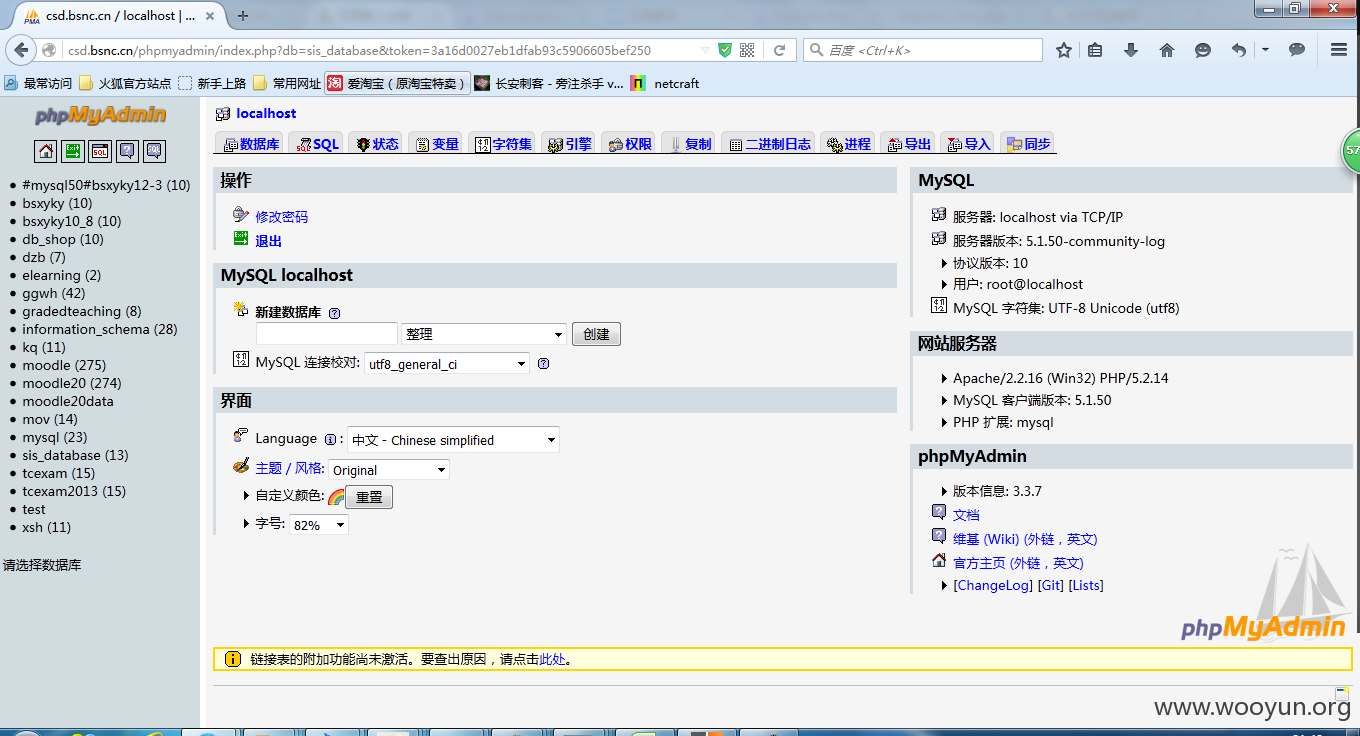 csd.bsnc.cn / localhost | ...
csd.bsnc.cn/phpmyadmin/index.php?db=sis_database&token=3a16d0027eb1dfab93c5906605bef250
百度 <Ctrl+K>
最常访问 火狐官方站点 新手上路 常用网址 爱淘宝（原淘宝特卖） 长安刺客 - 旁注杀手 v... netcraft
phpMyAdmin
#mysql50#bsxyky12-3 (10)
bsxyky (10)
bsxyky10_8 (10)
db_shop (10)
dzb (7)
elearning (2)
ggwh (42)
gradedteaching (8)
information_schema (28)
kq (11)
moodle (275)
moodle20 (274)
moodle20data
mov (14)
mysql (23)
sis_database (13)
tcexam (15)
tcexam2013 (15)
test
xsh (11)
请选择数据库
localhost
数据库 SQL 状态 变量 字符集 引擎 权限 复制 二进制日志 进程 导出 导入 同步
操作
修改密码
退出
MySQL localhost
新建数据库
整理 创建
MySQL 连接校对: utf8_general_ci
界面
Language : 中文 - Chinese simplified
主题 / 风格: Original
自定义颜色: 重置
字号: 82%
MySQL
服务器: localhost via TCP/IP
服务器版本: 5.1.50-community-log
协议版本: 10
用户: root@localhost
MySQL 字符集: UTF-8 Unicode (utf8)
网站服务器
Apache/2.2.16 (Win32) PHP/5.2.14
MySQL 客户端版本: 5.1.50
PHP 扩展: mysql
phpMyAdmin
版本信息: 3.3.7
文档
维基 (Wiki) (外链，英文)
官方主页 (外链，英文)
[ChangeLog] [Git] [Lists]
phpMyAdmin
57
链接表的附加功能尚未激活。要查出原因，请点击此处。
www.wooyun.org